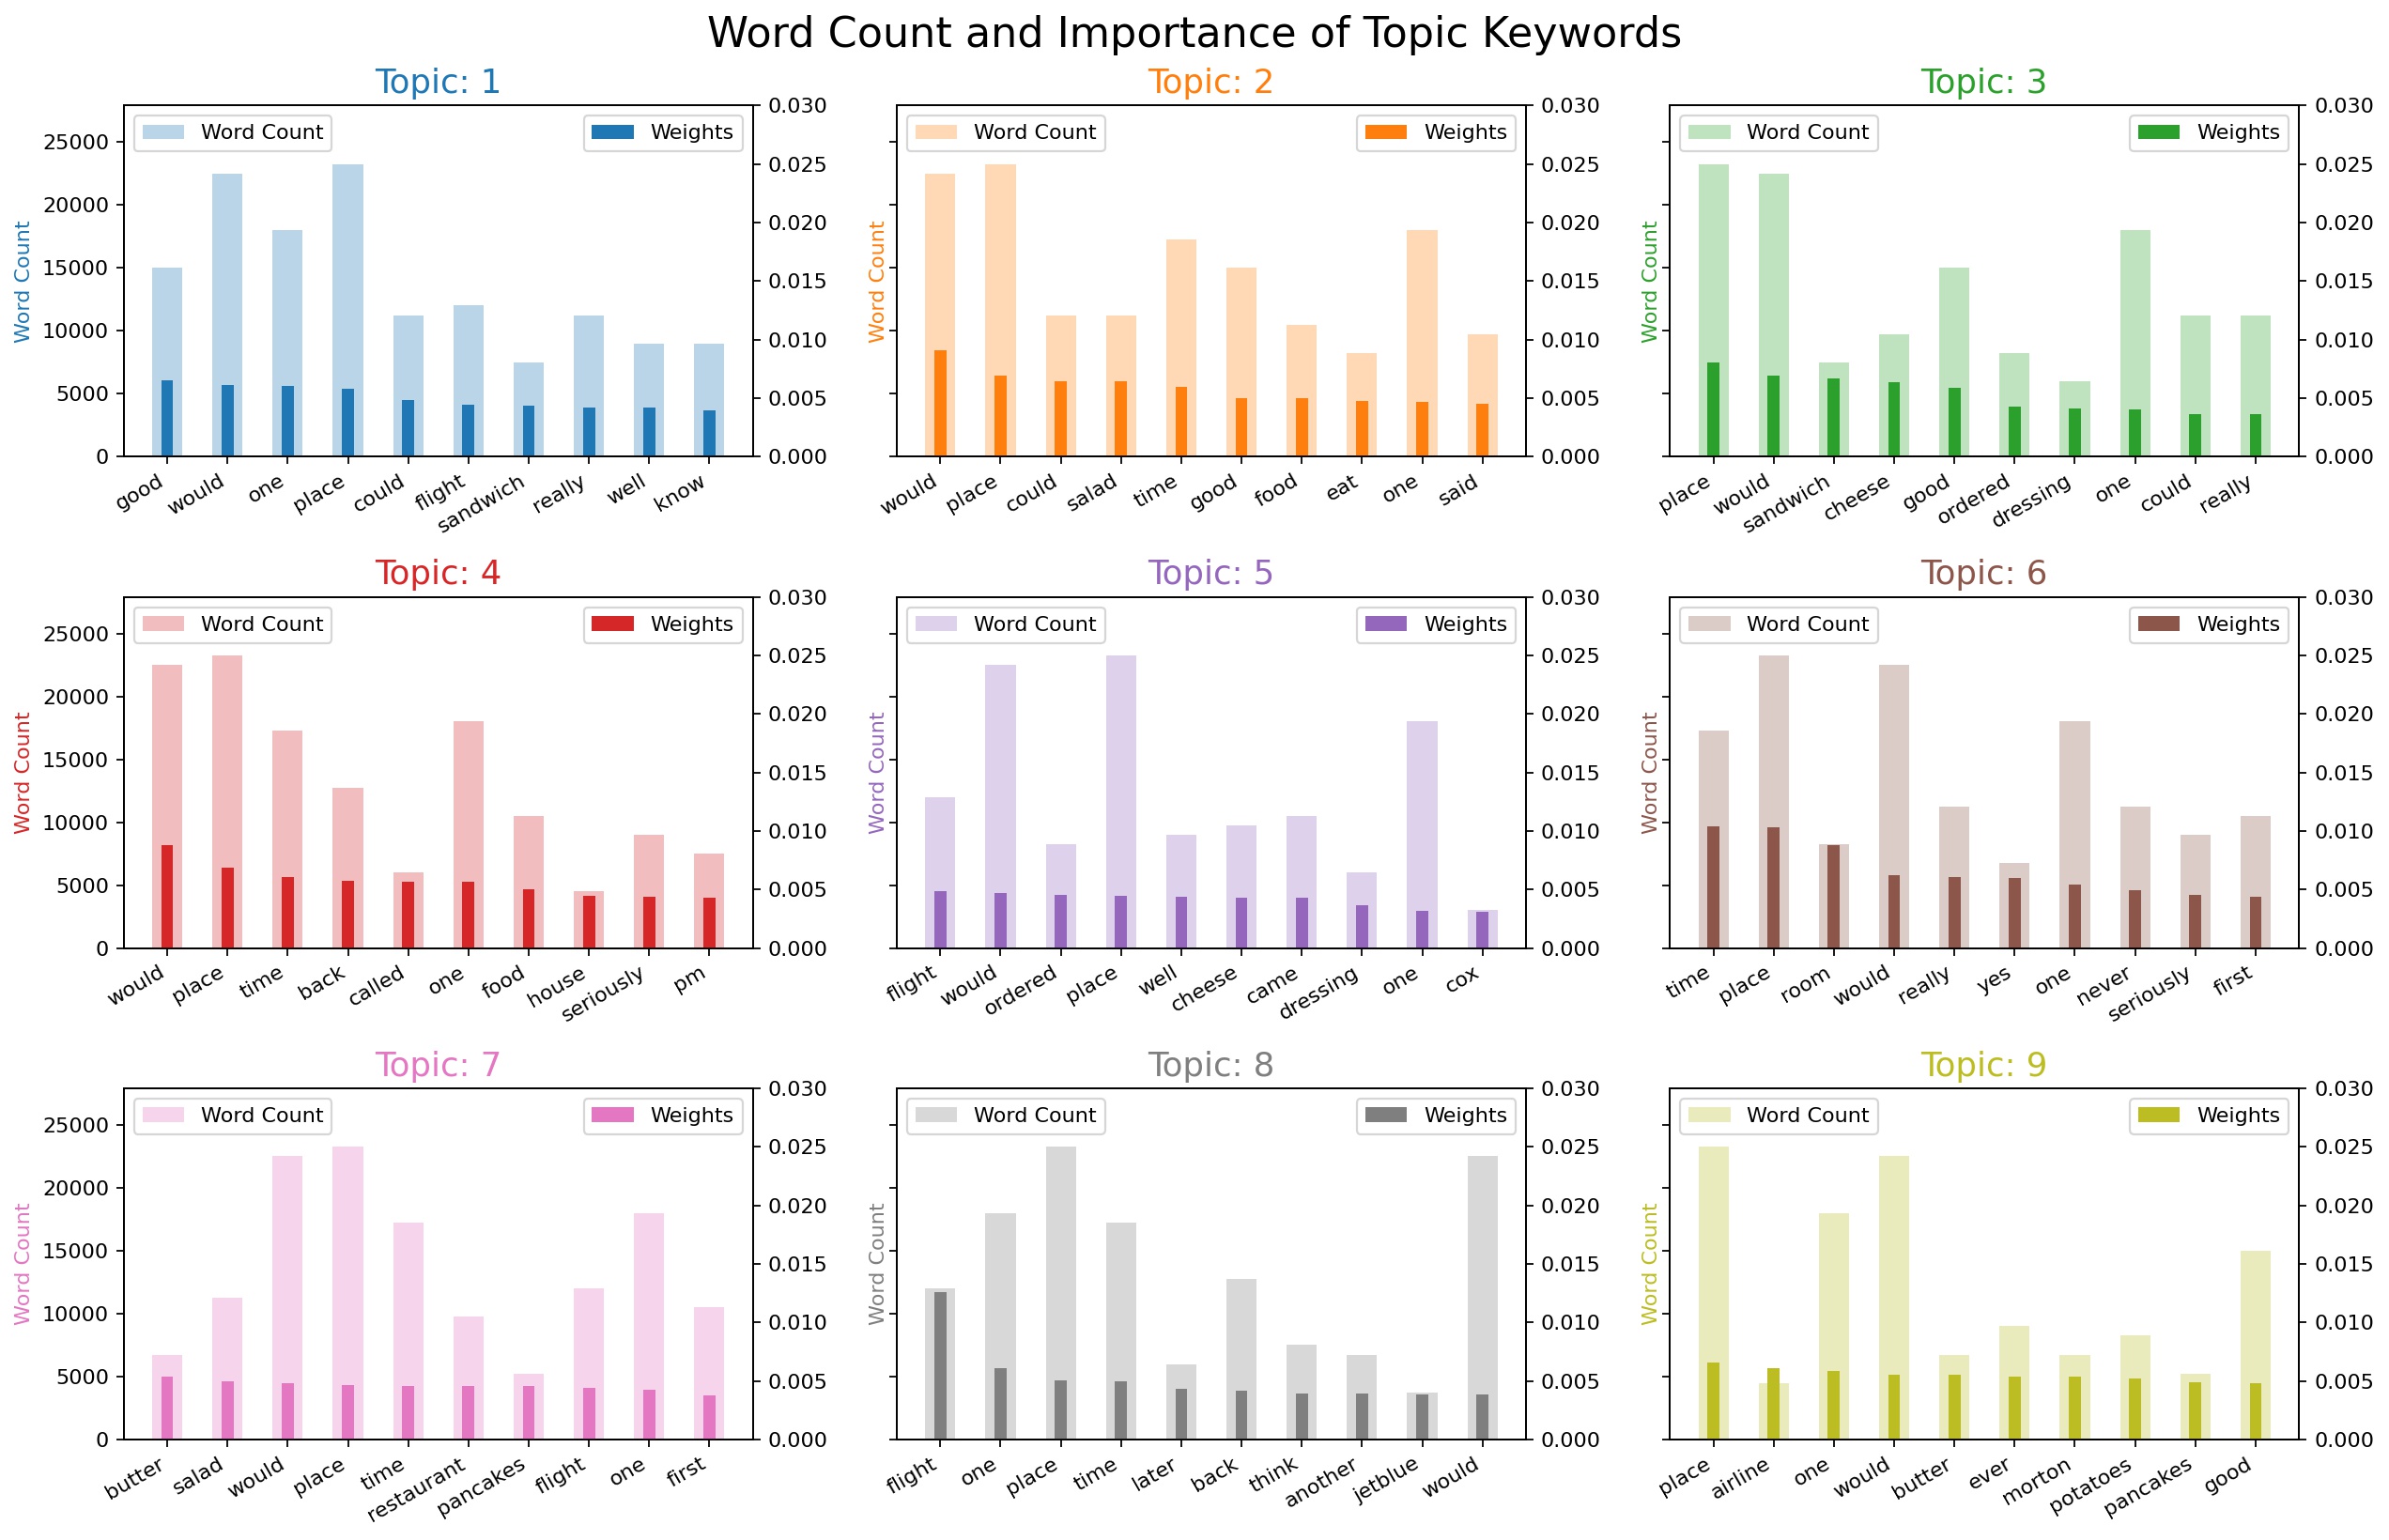 Word Count and Importance of Topic Keywords
Topic: 1
Word Count
Weights
Word Count
25000
20000
15000
10000
5000
0
0.030
0.025
0.020
0.015
0.010
0.005
0.000
good would one place could flight sandwich really well know
Topic: 2
Word Count
Weights
Word Count
0.030
0.025
0.020
0.015
0.010
0.005
0.000
would place could salad time good food eat one said
Topic: 3
Word Count
Weights
Word Count
0.030
0.025
0.020
0.015
0.010
0.005
0.000
place would sandwich cheese good ordered dressing one could really
Topic: 4
Word Count
Weights
Word Count
25000
20000
15000
10000
5000
0
0.030
0.025
0.020
0.015
0.010
0.005
0.000
would place time back called one food house seriously pm
Topic: 5
Word Count
Weights
Word Count
0.030
0.025
0.020
0.015
0.010
0.005
0.000
flight would ordered place well cheese came dressing one cox
Topic: 6
Word Count
Weights
Word Count
0.030
0.025
0.020
0.015
0.010
0.005
0.000
time place room would really yes one never seriously first
Topic: 7
Word Count
Weights
Word Count
25000
20000
15000
10000
5000
0
0.030
0.025
0.020
0.015
0.010
0.005
0.000
butter salad would place time restaurant pancakes flight one first
Topic: 8
Word Count
Weights
Word Count
0.030
0.025
0.020
0.015
0.010
0.005
0.000
flight one place time later back think another jetblue would
Topic: 9
Word Count
Weights
Word Count
0.030
0.025
0.020
0.015
0.010
0.005
0.000
place airline one would butter ever morton potatoes pancakes good